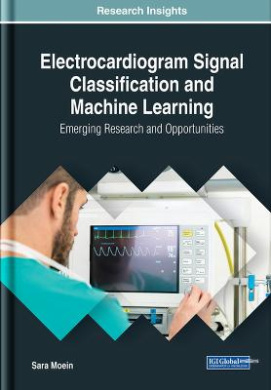 Research Insights
Electrocardiogram Signal
Classification and
Machine Learning
Emerging Research and Opportunities
Sara Moein
IGI Global